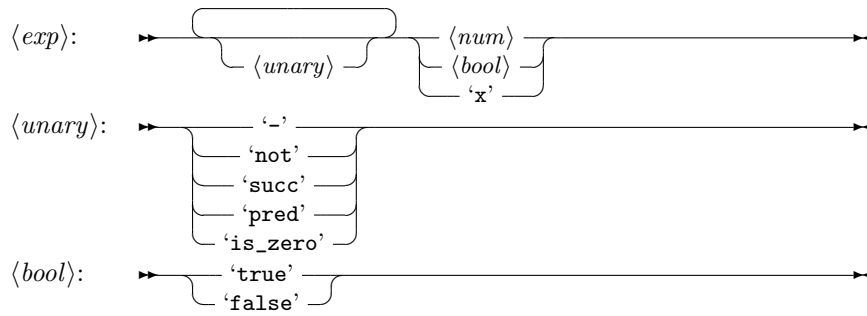 ⟨exp⟩: ⟨num⟩
⟨unary⟩ ⟨bool⟩
‘x’
⟨unary⟩: ‘-’
‘not’
‘succ’
‘pred’
‘is_zero’
⟨bool⟩: ‘true’
‘false’